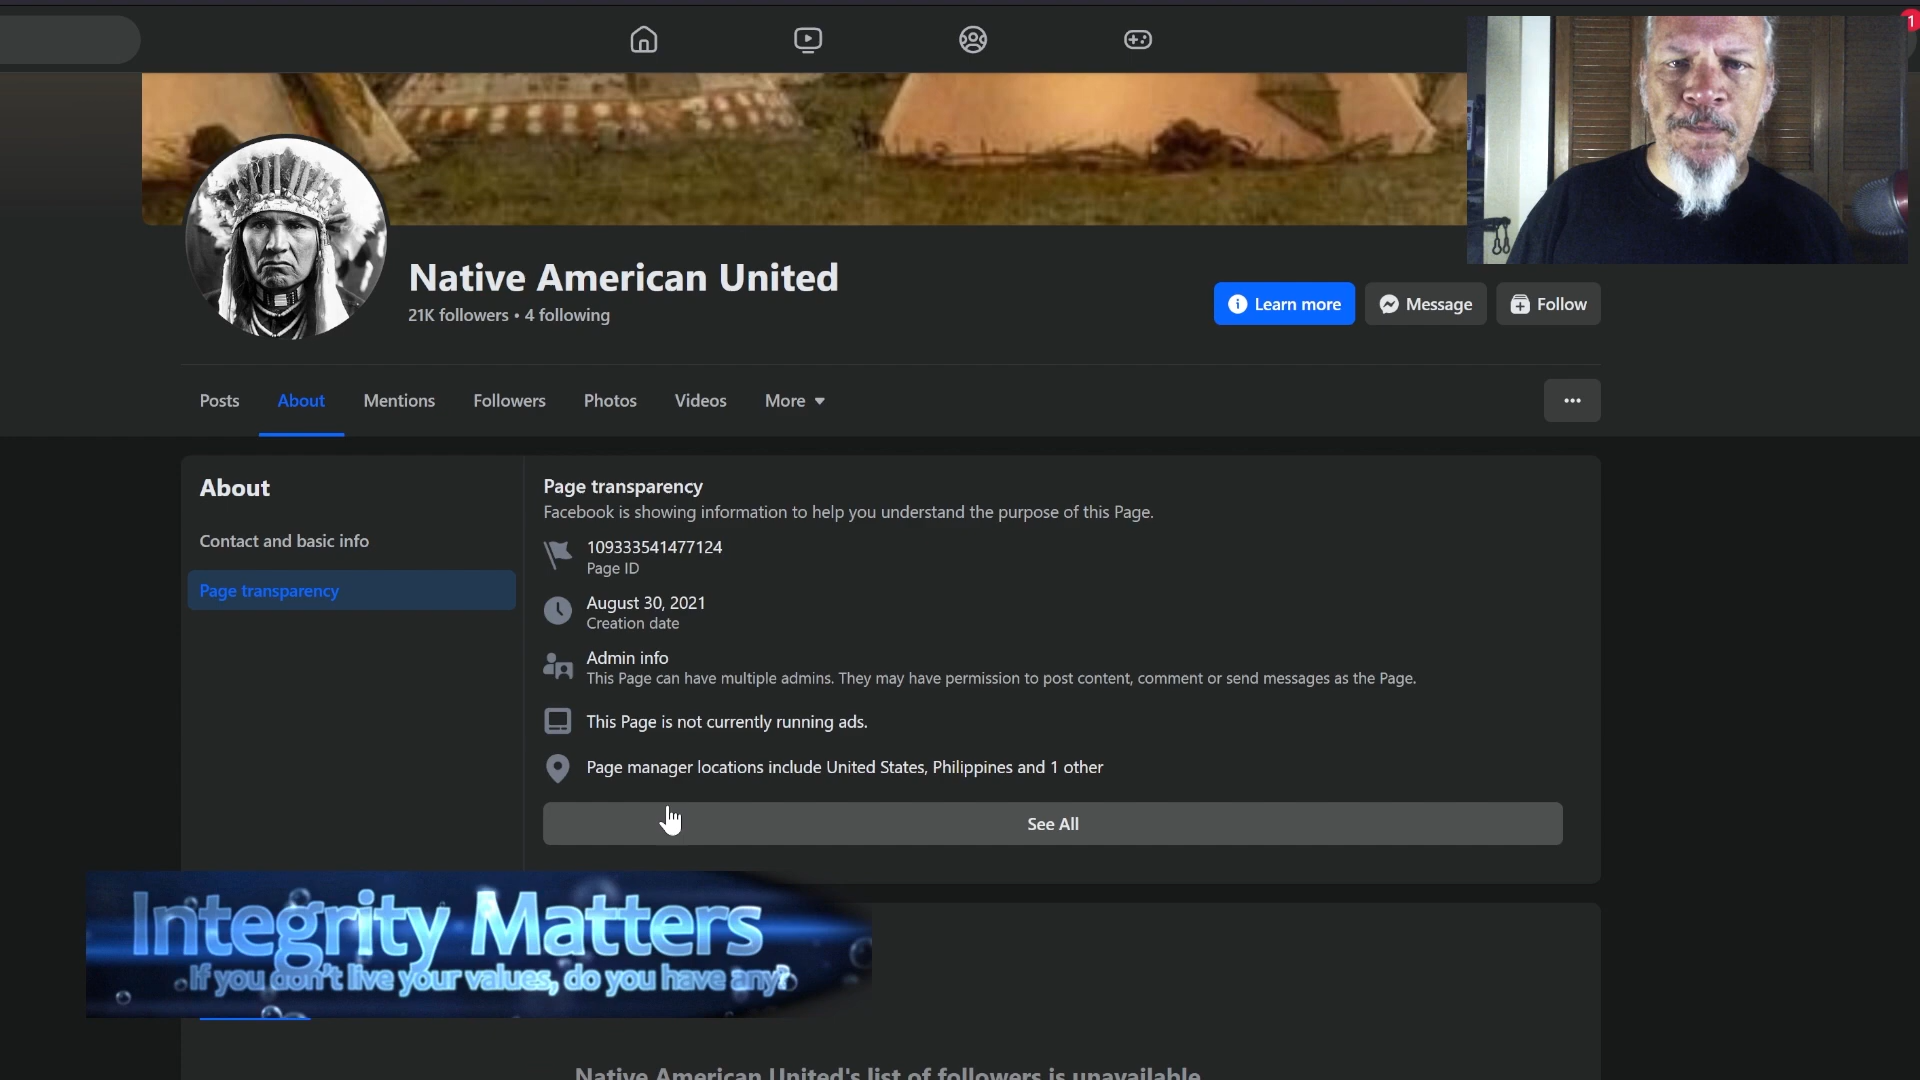 1
Native American United
21K followers • 4 following
Learn more
Message
Follow
Posts
About
Mentions
Followers
Photos
Videos
More
About
Contact and basic info
Page transparency
Page transparency
Facebook is showing information to help you understand the purpose of this Page.
109333541477124
Page ID
August 30, 2021
Creation date
Admin info
This Page can have multiple admins. They may have permission to post content, comment or send messages as the Page.
This Page is not currently running ads.
Page manager locations include United States, Philippines and 1 other
See All
Integrity Matters
If you don't live your values, do you have any?
Native American United's list of followers is unavailable